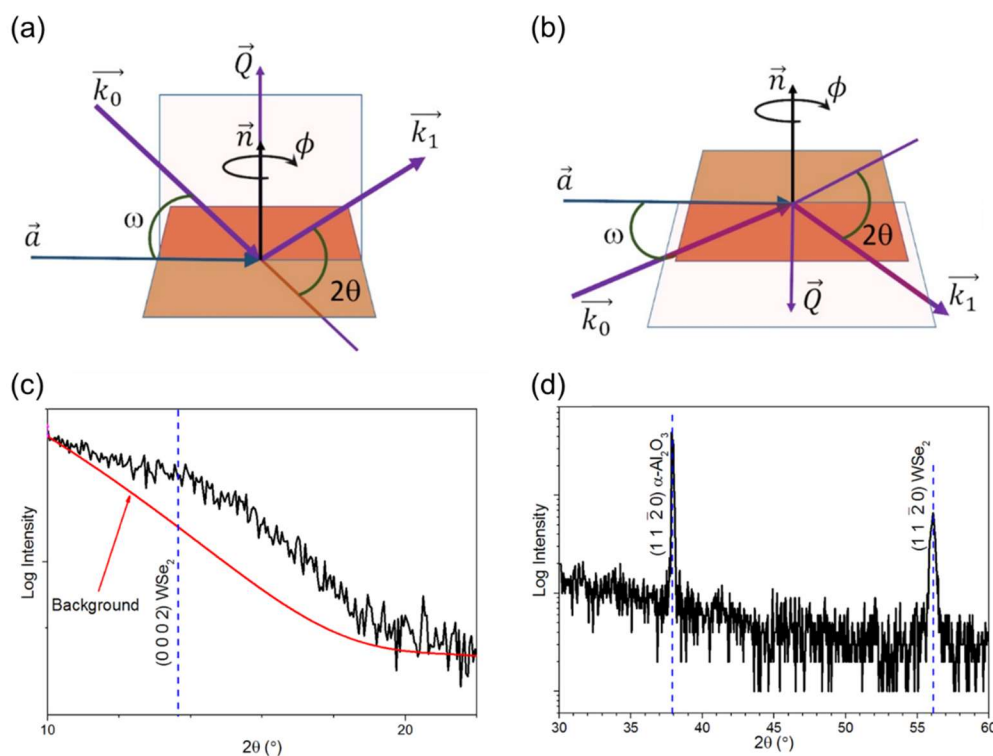 (a)
(b)
Q⃗
k₀⃗
n⃗
ϕ
k₁⃗
ω
a⃗
2θ
n⃗
ϕ
a⃗
ω
2θ
k₀⃗
Q⃗
k₁⃗
(c)
(d)
Log Intensity
Background
(0 0 0 2) WSe₂
10
20
2θ (°)
Log Intensity
(1 1 2̅ 0) α-Al₂O₃
(1 1 2̅ 0) WSe₂
30
35
40
45
50
55
60
2θ (°)